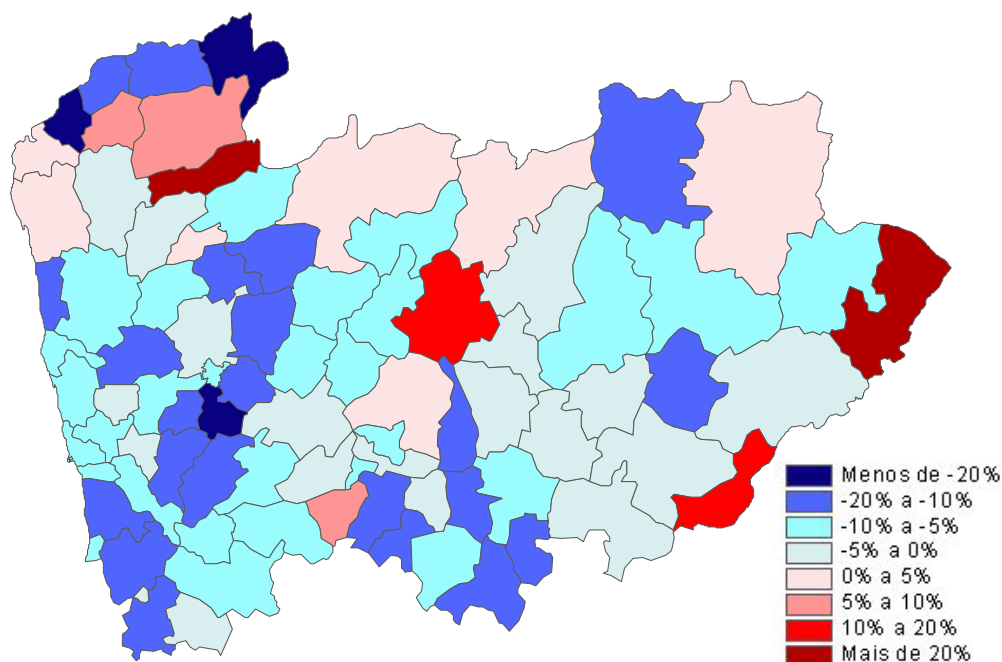 Menos de -20%
-20% a -10%
-10% a -5%
-5% a 0%
0% a 5%
5% a 10%
10% a 20%
Mais de 20%